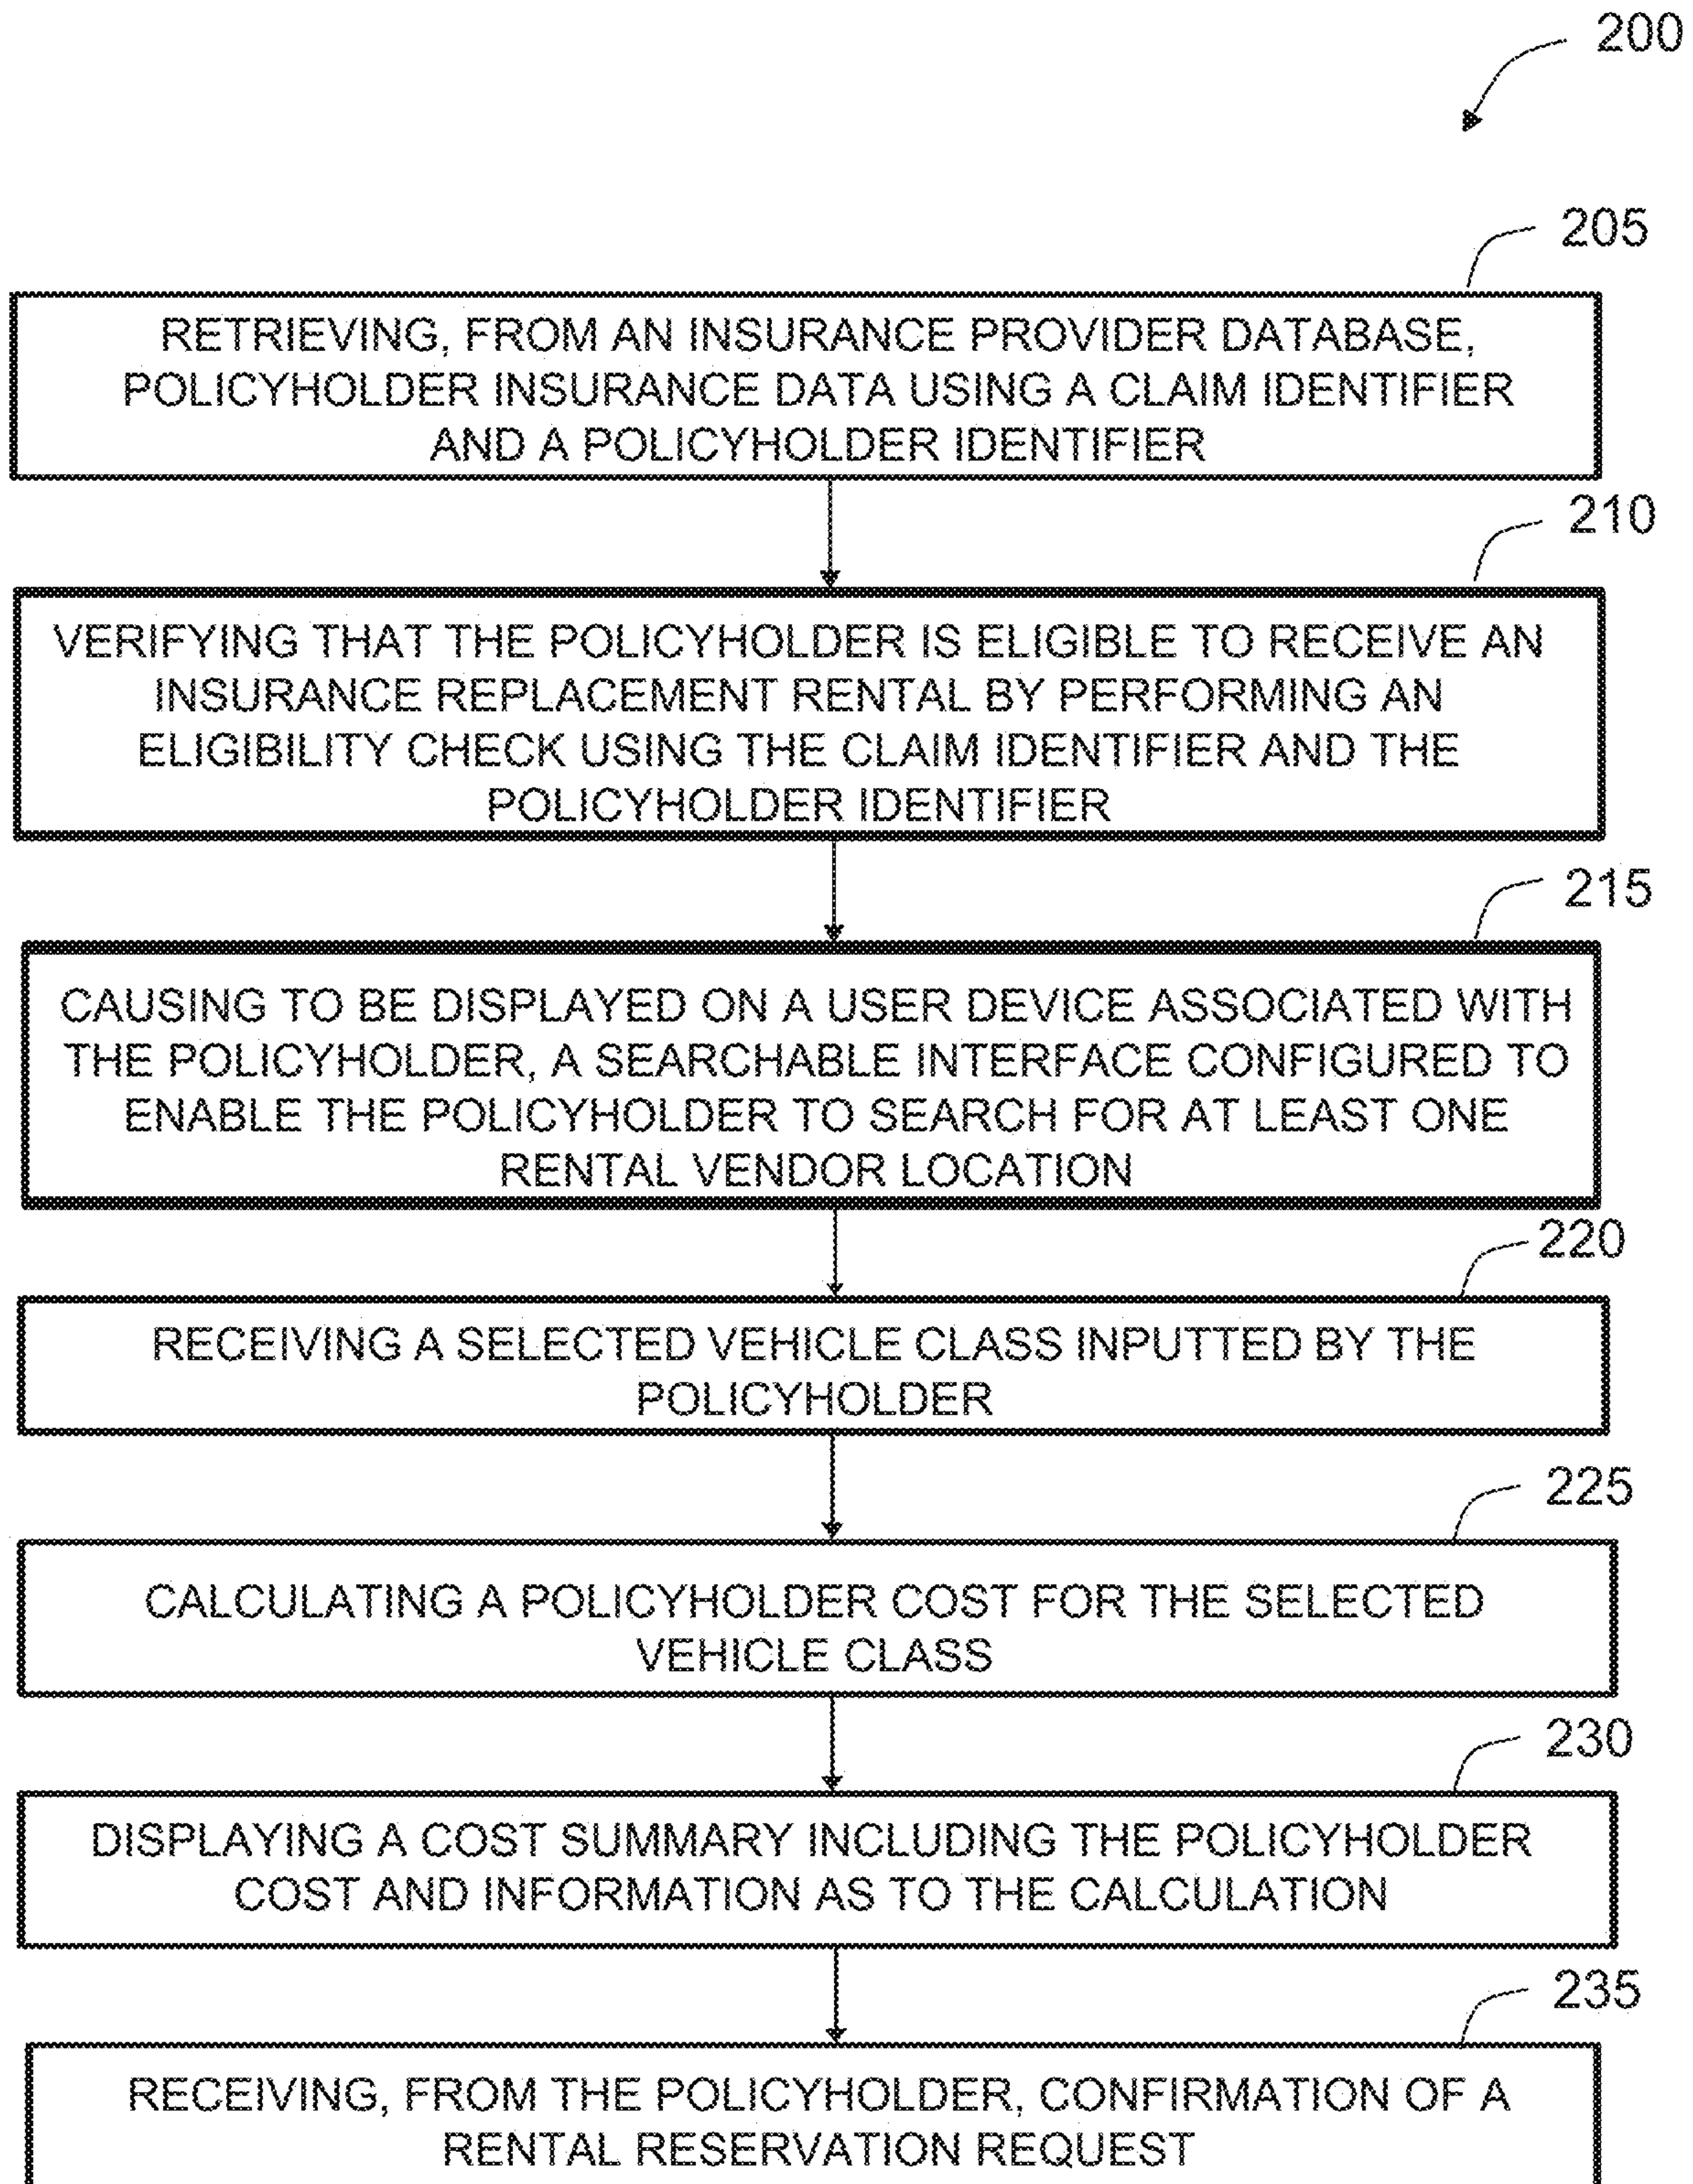 200
205
RETRIEVING, FROM AN INSURANCE PROVIDER DATABASE,
POLICYHOLDER INSURANCE DATA USING A CLAIM IDENTIFIER
AND A POLICYHOLDER IDENTIFIER
210
VERIFYING THAT THE POLICYHOLDER IS ELIGIBLE TO RECEIVE AN
INSURANCE REPLACEMENT RENTAL BY PERFORMING AN
ELIGIBILITY CHECK USING THE CLAIM IDENTIFIER AND THE
POLICYHOLDER IDENTIFIER
215
CAUSING TO BE DISPLAYED ON A USER DEVICE ASSOCIATED WITH
THE POLICYHOLDER, A SEARCHABLE INTERFACE CONFIGURED TO
ENABLE THE POLICYHOLDER TO SEARCH FOR AT LEAST ONE
RENTAL VENDOR LOCATION
220
RECEIVING A SELECTED VEHICLE CLASS INPUTTED BY THE
POLICYHOLDER
225
CALCULATING A POLICYHOLDER COST FOR THE SELECTED
VEHICLE CLASS
230
DISPLAYING A COST SUMMARY INCLUDING THE POLICYHOLDER
COST AND INFORMATION AS TO THE CALCULATION
235
RECEIVING, FROM THE POLICYHOLDER, CONFIRMATION OF A
RENTAL RESERVATION REQUEST